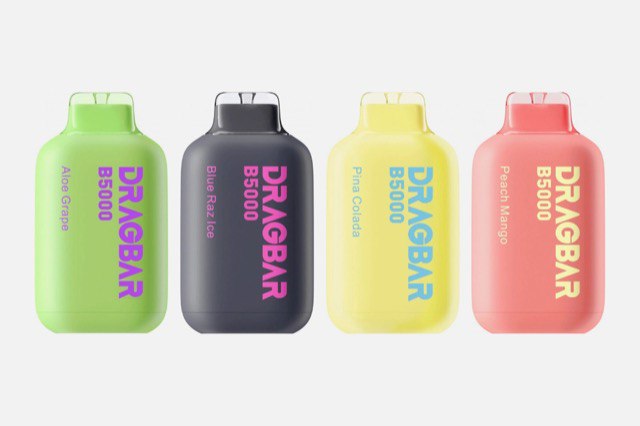 Aloe Grape
B5000
DRAGBAR
Blue Raz Ice
B5000
DRAGBAR
Pina Colada
B5000
DRAGBAR
Peach Mango
B5000
DRAGBAR